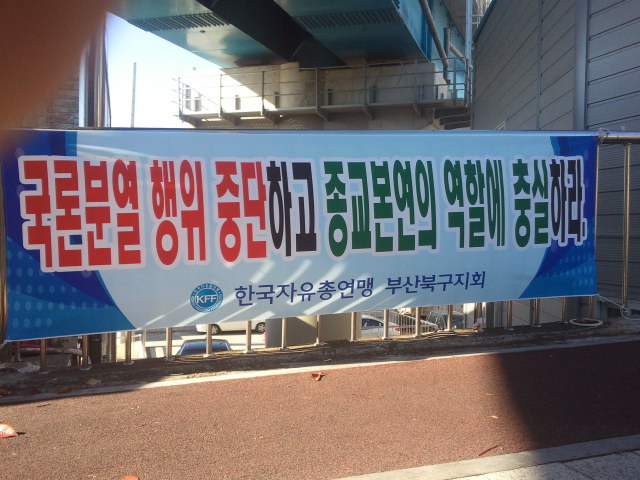 국론분열 행위 중단하고 종교본연의 역할에 충실하라.
KFF 한국자유총연맹 부산북구지회